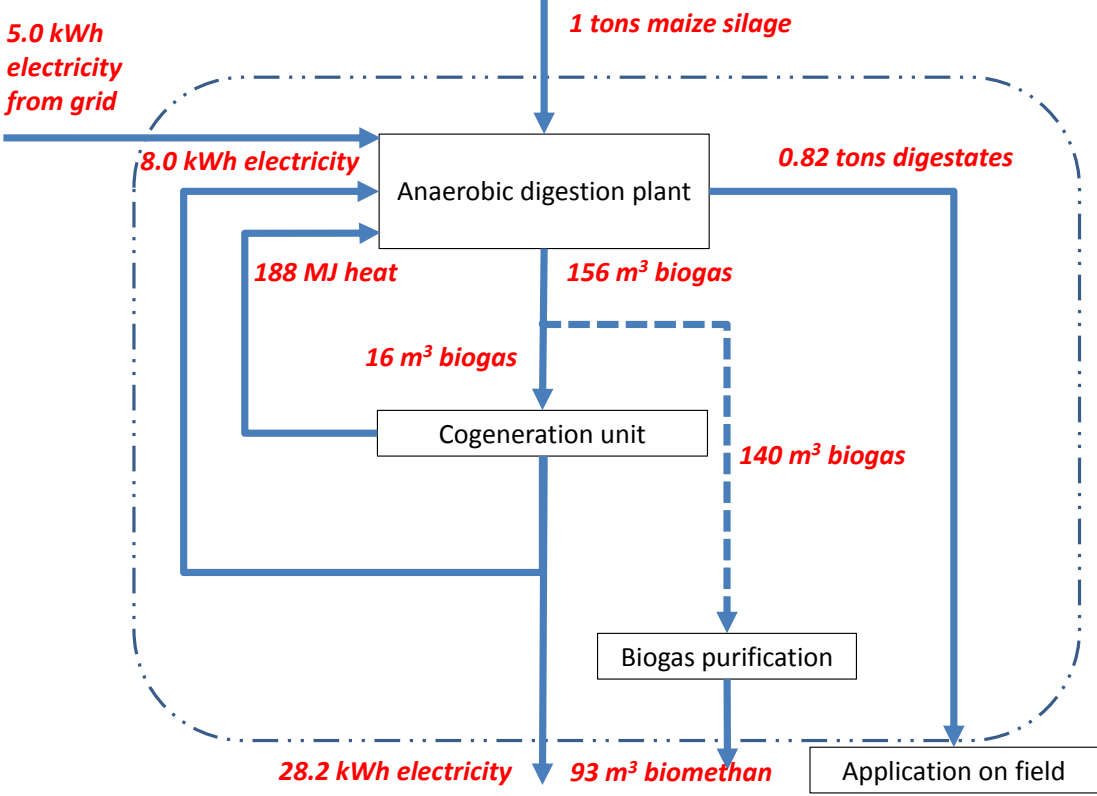 5.0 kWh
electricity
from grid
1 tons maize silage
8.0 kWh electricity
0.82 tons digestates
Anaerobic digestion plant
188 MJ heat
156 m³ biogas
16 m³ biogas
Cogeneration unit
140 m³ biogas
Biogas purification
28.2 kWh electricity
93 m³ biomethan
Application on field